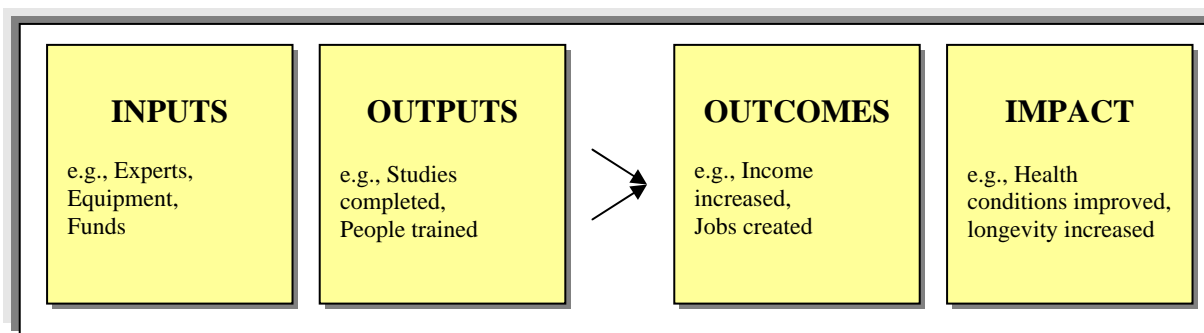 INPUTS
e.g., Experts,
Equipment,
Funds
OUTPUTS
e.g., Studies
completed,
People trained
OUTCOMES
e.g., Income
increased,
Jobs created
IMPACT
e.g., Health
conditions improved,
longevity increased